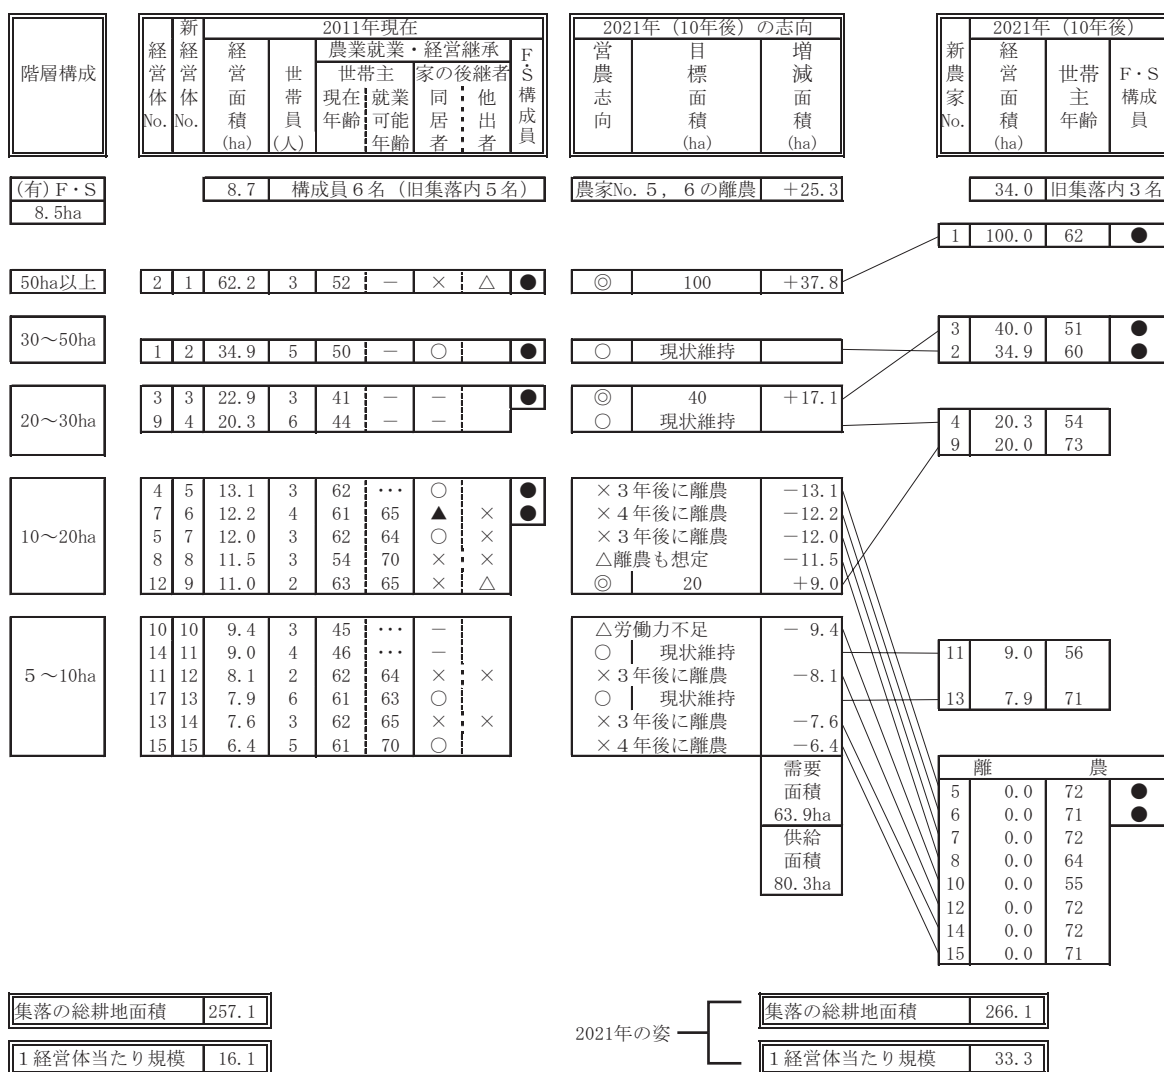 階層構成
経営体No.
新経営体No.
2011年現在
経営面積(ha)
世帯員(人)
農業就業・経営継承
世帯主
現在年齢
就業可能年齢
家の後継者
同居者
他出者
F・S構成員
2021年（10年後）の志向
営農志向
目標面積(ha)
増減面積(ha)
新農家No.
2021年（10年後）
経営面積(ha)
世帯主年齢
F・S構成員
(有)F・S 8.7 構成員6名（旧集落内5名） 農家No.5，6の離農 +25.3 34.0 旧集落内3名
8.5ha
1 100.0 62 ●
50ha以上 2 1 62.2 3 52 － × △ ● ◎ 100 +37.8
30～50ha
3 40.0 51 ●
1 2 34.9 5 50 － ○ ● ○ 現状維持 2 34.9 60 ●
20～30ha
3 3 22.9 3 41 － － ● ◎ 40 +17.1
9 4 20.3 6 44 － － ○ 現状維持 4 20.3 54
9 20.0 73
10～20ha
4 5 13.1 3 62 … ○ ● ×3年後に離農 －13.1
7 6 12.2 4 61 65 ▲ × ● ×4年後に離農 －12.2
5 7 12.0 3 62 64 ○ × ×3年後に離農 －12.0
8 8 11.5 3 54 70 × × △離農も想定 －11.5
12 9 11.0 2 63 65 × △ ◎ 20 +9.0
5～10ha
10 10 9.4 3 45 … － △労働力不足 － 9.4
14 11 9.0 4 46 … － ○ 現状維持 11 9.0 56
11 12 8.1 2 62 64 × × ×3年後に離農 －8.1
17 13 7.9 6 61 63 ○ ○ 現状維持 13 7.9 71
13 14 7.6 3 62 65 × × ×3年後に離農 －7.6
15 15 6.4 5 61 70 ○ ×4年後に離農 －6.4
需要面積
63.9ha
供給面積
80.3ha
離農
5 0.0 72 ●
6 0.0 71 ●
7 0.0 72
8 0.0 64
10 0.0 55
12 0.0 72
14 0.0 72
15 0.0 71
集落の総耕地面積 257.1
1経営体当たり規模 16.1
2021年の姿
集落の総耕地面積 266.1
1経営体当たり規模 33.3